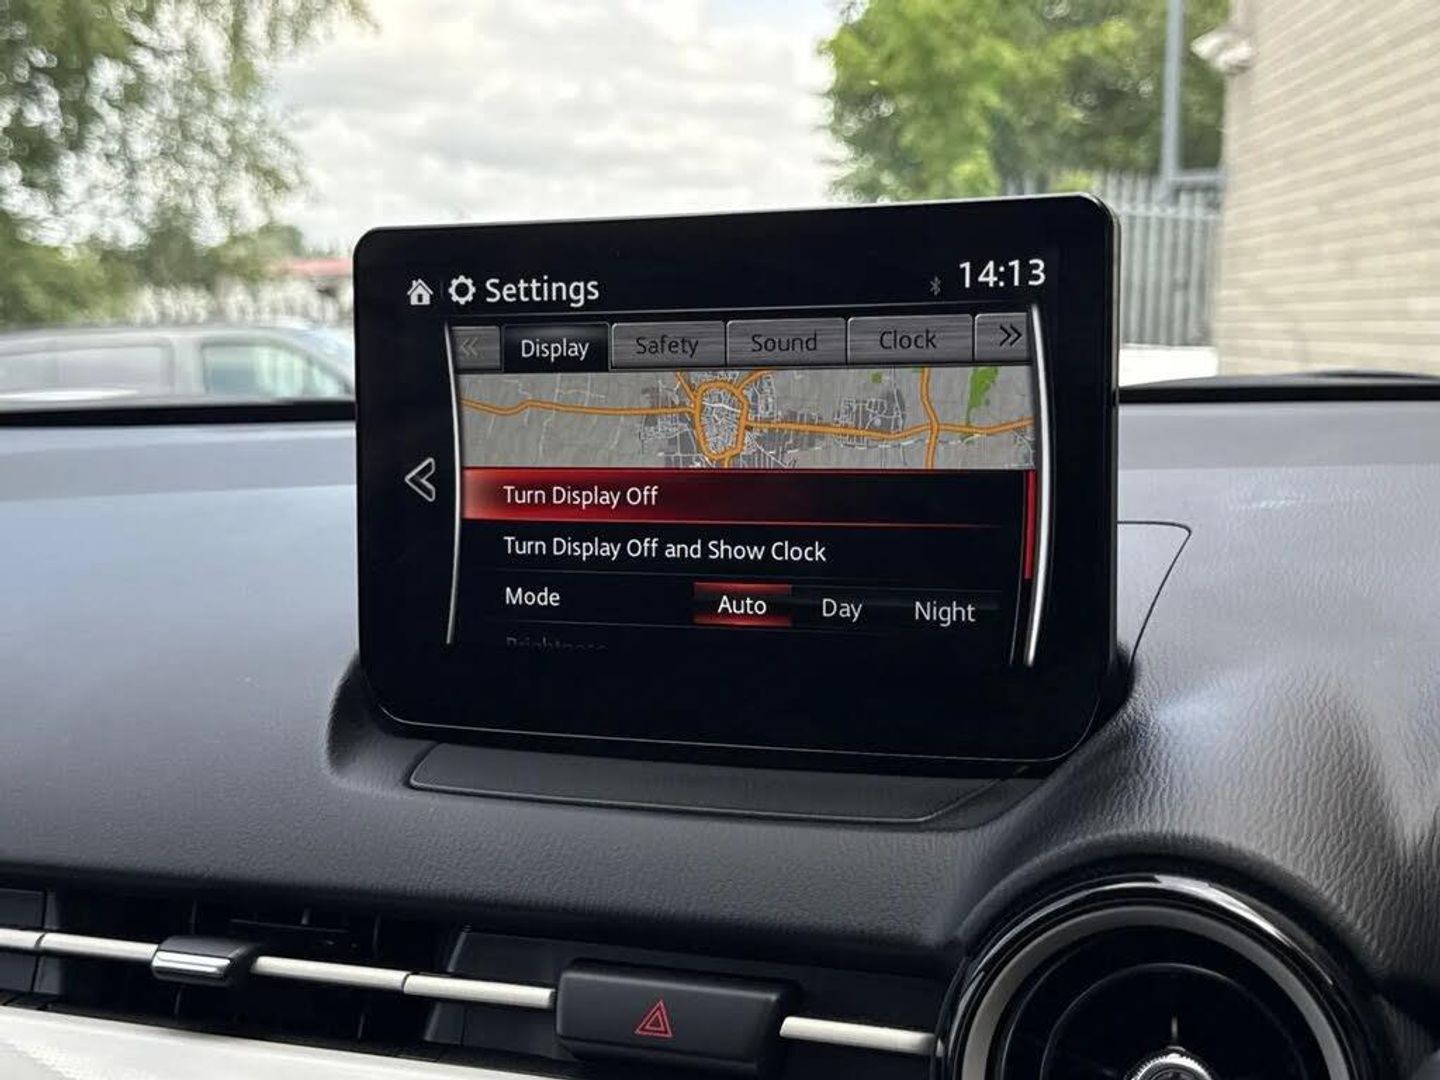 Settings
14:13
Display Safety Sound Clock
Turn Display Off
Turn Display Off and Show Clock
Mode Auto Day Night